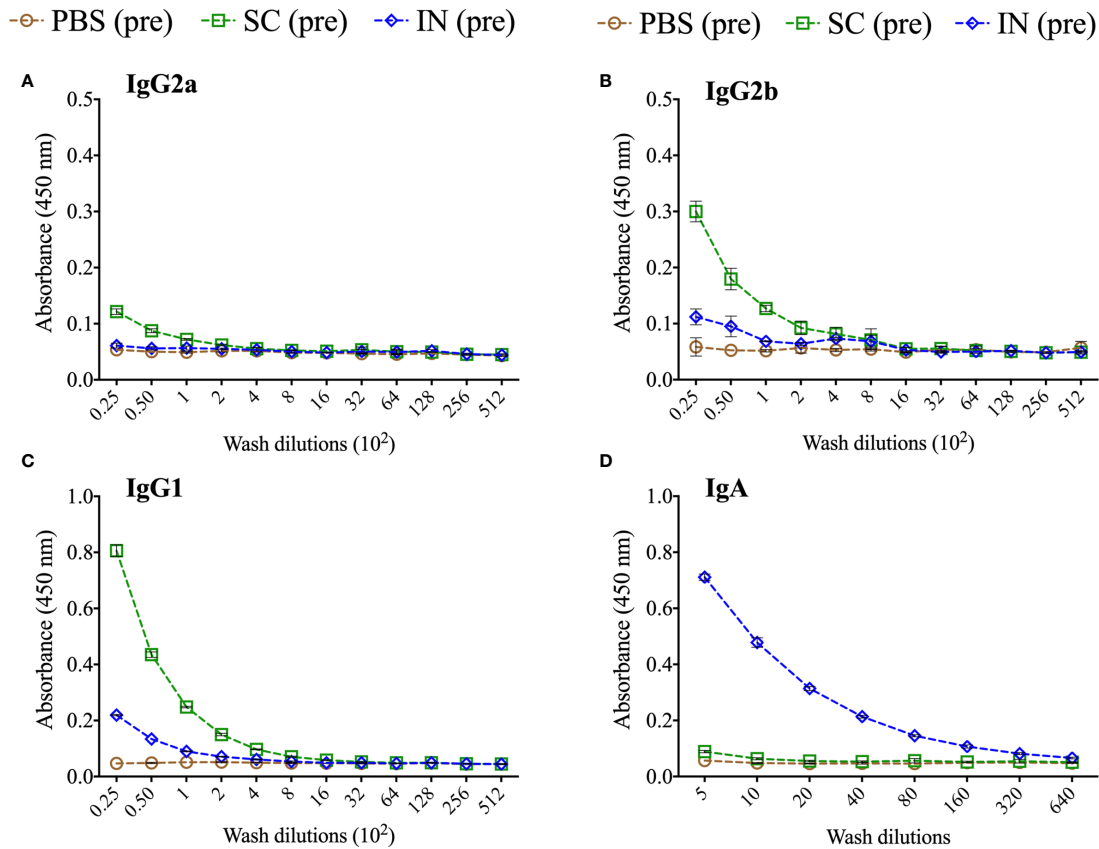 PBS (pre) SC (pre) IN (pre)
PBS (pre) SC (pre) IN (pre)
A
IgG2a
Absorbance (450 nm)
0.5
0.4
0.3
0.2
0.1
0.0
0.25 0.50 1 2 4 8 16 32 64 128 256 512
Wash dilutions (10²)
B
IgG2b
Absorbance (450 nm)
0.5
0.4
0.3
0.2
0.1
0.0
0.25 0.50 1 2 4 8 16 32 64 128 256 512
Wash dilutions (10²)
C
IgG1
Absorbance (450 nm)
1.0
0.8
0.6
0.4
0.2
0.0
0.25 0.50 1 2 4 8 16 32 64 128 256 512
Wash dilutions (10²)
D
IgA
Absorbance (450 nm)
1.0
0.8
0.6
0.4
0.2
0.0
5 10 20 40 80 160 320 640
Wash dilutions